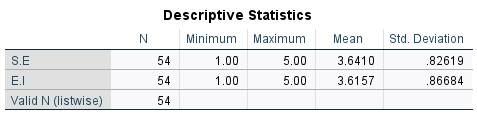 Descriptive Statistics
N Minimum Maximum Mean Std. Deviation
S.E 54 1.00 5.00 3.6410 .82619
E.I 54 1.00 5.00 3.6157 .86684
Valid N (listwise) 54